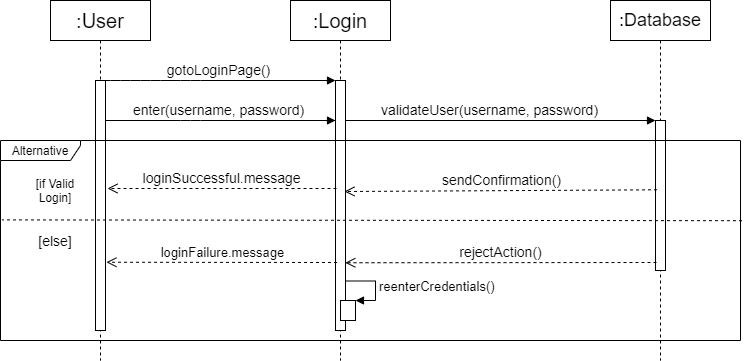 :User
:Login
:Database
gotoLoginPage()
enter(username, password)
validateUser(username, password)
Alternative
[if Valid
Login]
loginSuccessful.message
sendConfirmation()
[else]
loginFailure.message
rejectAction()
reenterCredentials()